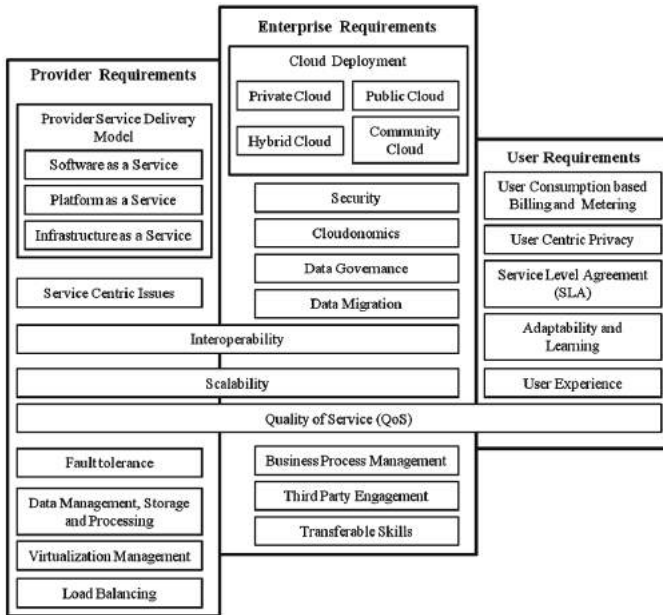 Provider Requirements
Provider Service Delivery
Model
Software as a Service
Platform as a Service
Infrastructure as a Service
Service Centric Issues
Enterprise Requirements
Cloud Deployment
Private Cloud
Public Cloud
Hybrid Cloud
Community
Cloud
Security
Cloudonomics
Data Governance
Data Migration
User Requirements
User Consumption based
Billing and Metering
User Centric Privacy
Service Level Agreement
(SLA)
Adaptability and
Learning
User Experience
Interoperability
Scalability
Quality of Service (QoS)
Fault tolerance
Data Management, Storage
and Processing
Virtualization Management
Load Balancing
Business Process Management
Third Party Engagement
Transferable Skills